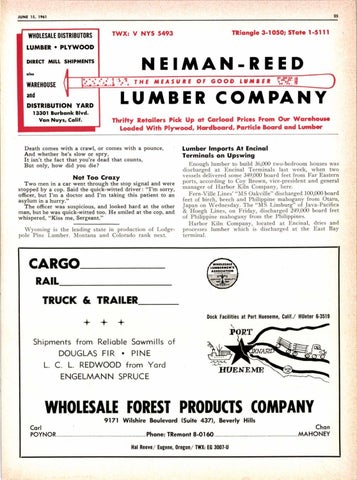 JUNE 15, 1961
25
WHOLESALE DISTRIBUTORS
LUMBER • PLYWOOD
DIRECT MILL SHIPMENTS
also
WAREHOUSE
and
DISTRIBUTION YARD
13301 Burbank Blvd.
Van Nuys, Calif.
TWX: V NYS 5493
TRiangle 3-1050; STate 1-5111
NEIMAN-REED
THE MEASURE OF GOOD LUMBER
LUMBER COMPANY
Thrifty Retailers Pick Up at Carload Prices From Our Warehouse
Loaded With Plywood, Hardboard, Particle Board and Lumber
Death comes with a crawl, or comes with a pounce,
And whether he's slow or spry,
It isn't the fact that you're dead that counts,
But only, how did you die?
Not Too Crazy
Two men in a car went through the stop signal and were
stopped by a cop. Said the quick-witted driver: "I'm sorry,
officer, but I'm a doctor and I'm taking this patient to an
asylum in a hurry."
The officer was suspicious, and looked hard at the other
man, but he was quick-witted too. He smiled at the cop, and
whispered, "Kiss me, Sergeant."
Wyoming is the leading state in production of Lodge-
pole Pine Lumber, Montana and Colorado rank next.
Lumber Imports At Encinal
Terminals on Upswing
Enough lumber to build 36,000 two-bedroom houses was
discharged at Encinal Terminals last week, when two
vessels delivered some 349,000 board feet from Far Eastern
ports, according to Coy Brown, vice-president and general
manager of Harbor Kiln Company, here.
Fern-Ville Lines' "MS Oakville" discharged 100,000 board
feet of birch, beech and Philippine mahogany from Otaru,
Japan on Wednesday. The "MS Limburg" of Java-Pacific
& Hoegh Lines, on Friday, discharged 249,000 board feet
of Philippine mahogany from the Philippines.
Harbor Kiln Company, located at Encinal, dries and
processes lumber which is discharged at the East Bay
terminal.
CARGO
RAIL
TRUCK & TRAILER
+ + +
Shipments from Reliable Sawmills of
DOUGLAS FIR • PINE
L. C. L. REDWOOD from Yard
ENGELMANN SPRUCE
WHOLESALE
ASSOCIATION
Dock Facilities at Port Hueneme, Calif./ HUnter 6-3519
PORT
OXNARD
HUENEME
WHOLESALE FOREST PRODUCTS COMPANY
9171 Wilshire Boulevard (Suite 437), Beverly Hills
Carl
POYNOR
Phone: TRemont 8-0160
Chan
MAHONEY
Hal Reeve/ Eugene, Oregon/ TWX: EG 3007-U